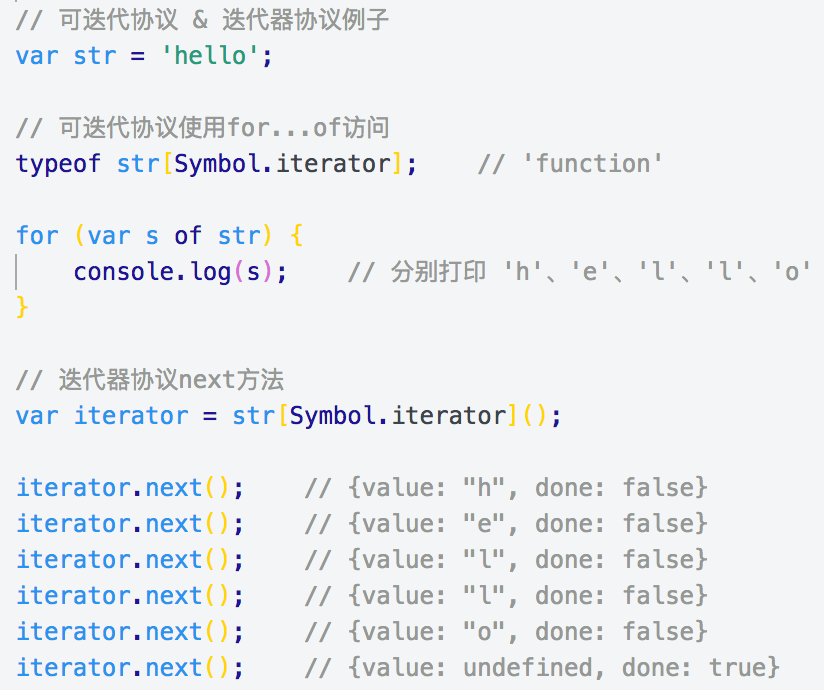 // 可迭代协议 & 迭代器协议例子
var str = 'hello';
// 可迭代协议使用for...of访问
typeof str[Symbol.iterator];    // 'function'
for (var s of str) {
    console.log(s);    // 分别打印 'h'、'e'、'l'、'l'、'o'
}
// 迭代器协议next方法
var iterator = str[Symbol.iterator]();
iterator.next();    // {value: "h", done: false}
iterator.next();    // {value: "e", done: false}
iterator.next();    // {value: "l", done: false}
iterator.next();    // {value: "l", done: false}
iterator.next();    // {value: "o", done: false}
iterator.next();    // {value: undefined, done: true}